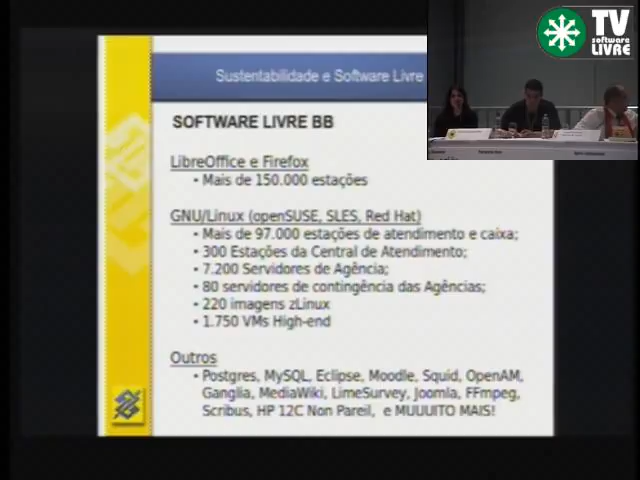 Sustentabilidade e Software Livre
TV
software
LIVRE
SOFTWARE LIVRE BB
LibreOffice e Firefox
• Mais de 150.000 estações
GNU/Linux (openSUSE, SLES, Red Hat)
• Mais de 97.000 estações de atendimento e caixa;
• 300 Estações da Central de Atendimento;
• 7.200 Servidores de Agência;
• 80 servidores de contingência das Agências;
• 220 imagens zLinux
• 1.750 VMs High-end
Outros
• Postgres, MySQL, Eclipse, Moodle, Squid, OpenAM,
Ganglia, MediaWiki, LimeSurvey, Joomla, FFmpeg,
Scribus, HP 12C Non Pareil, e MUUUITO MAIS!